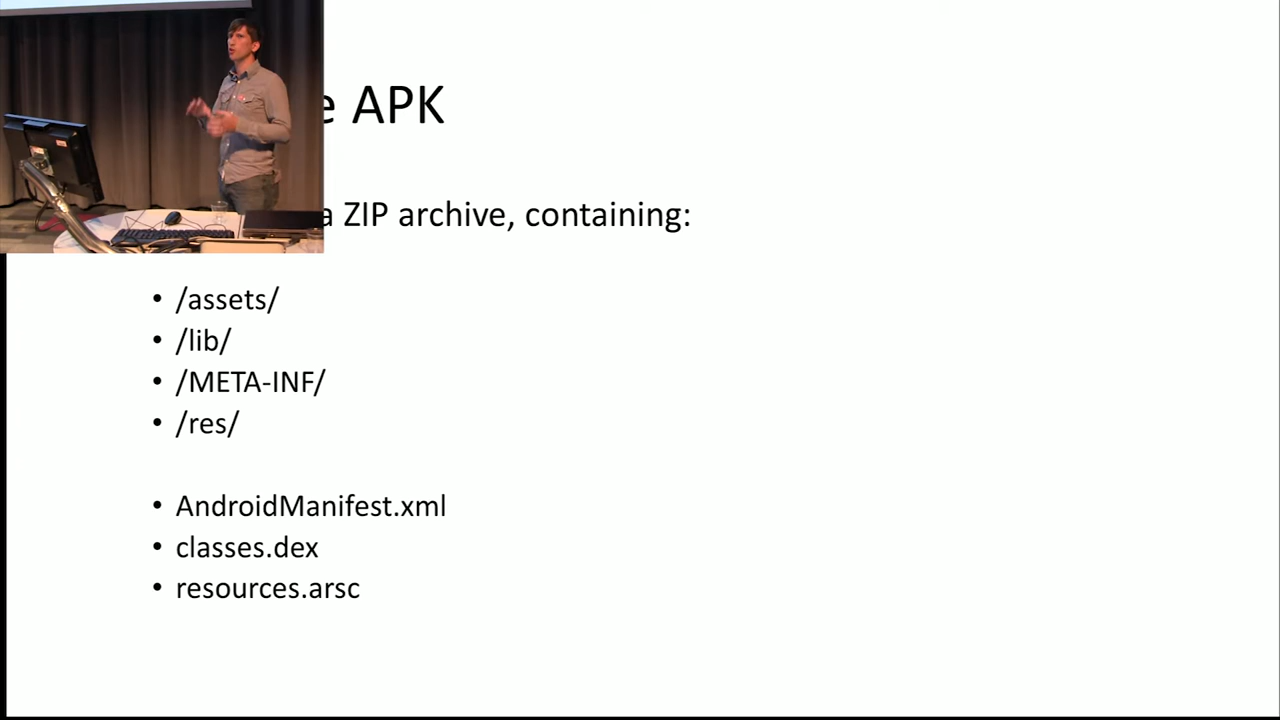 APK
a ZIP archive, containing:
• /assets/
• /lib/
• /META-INF/
• /res/
• AndroidManifest.xml
• classes.dex
• resources.arsc